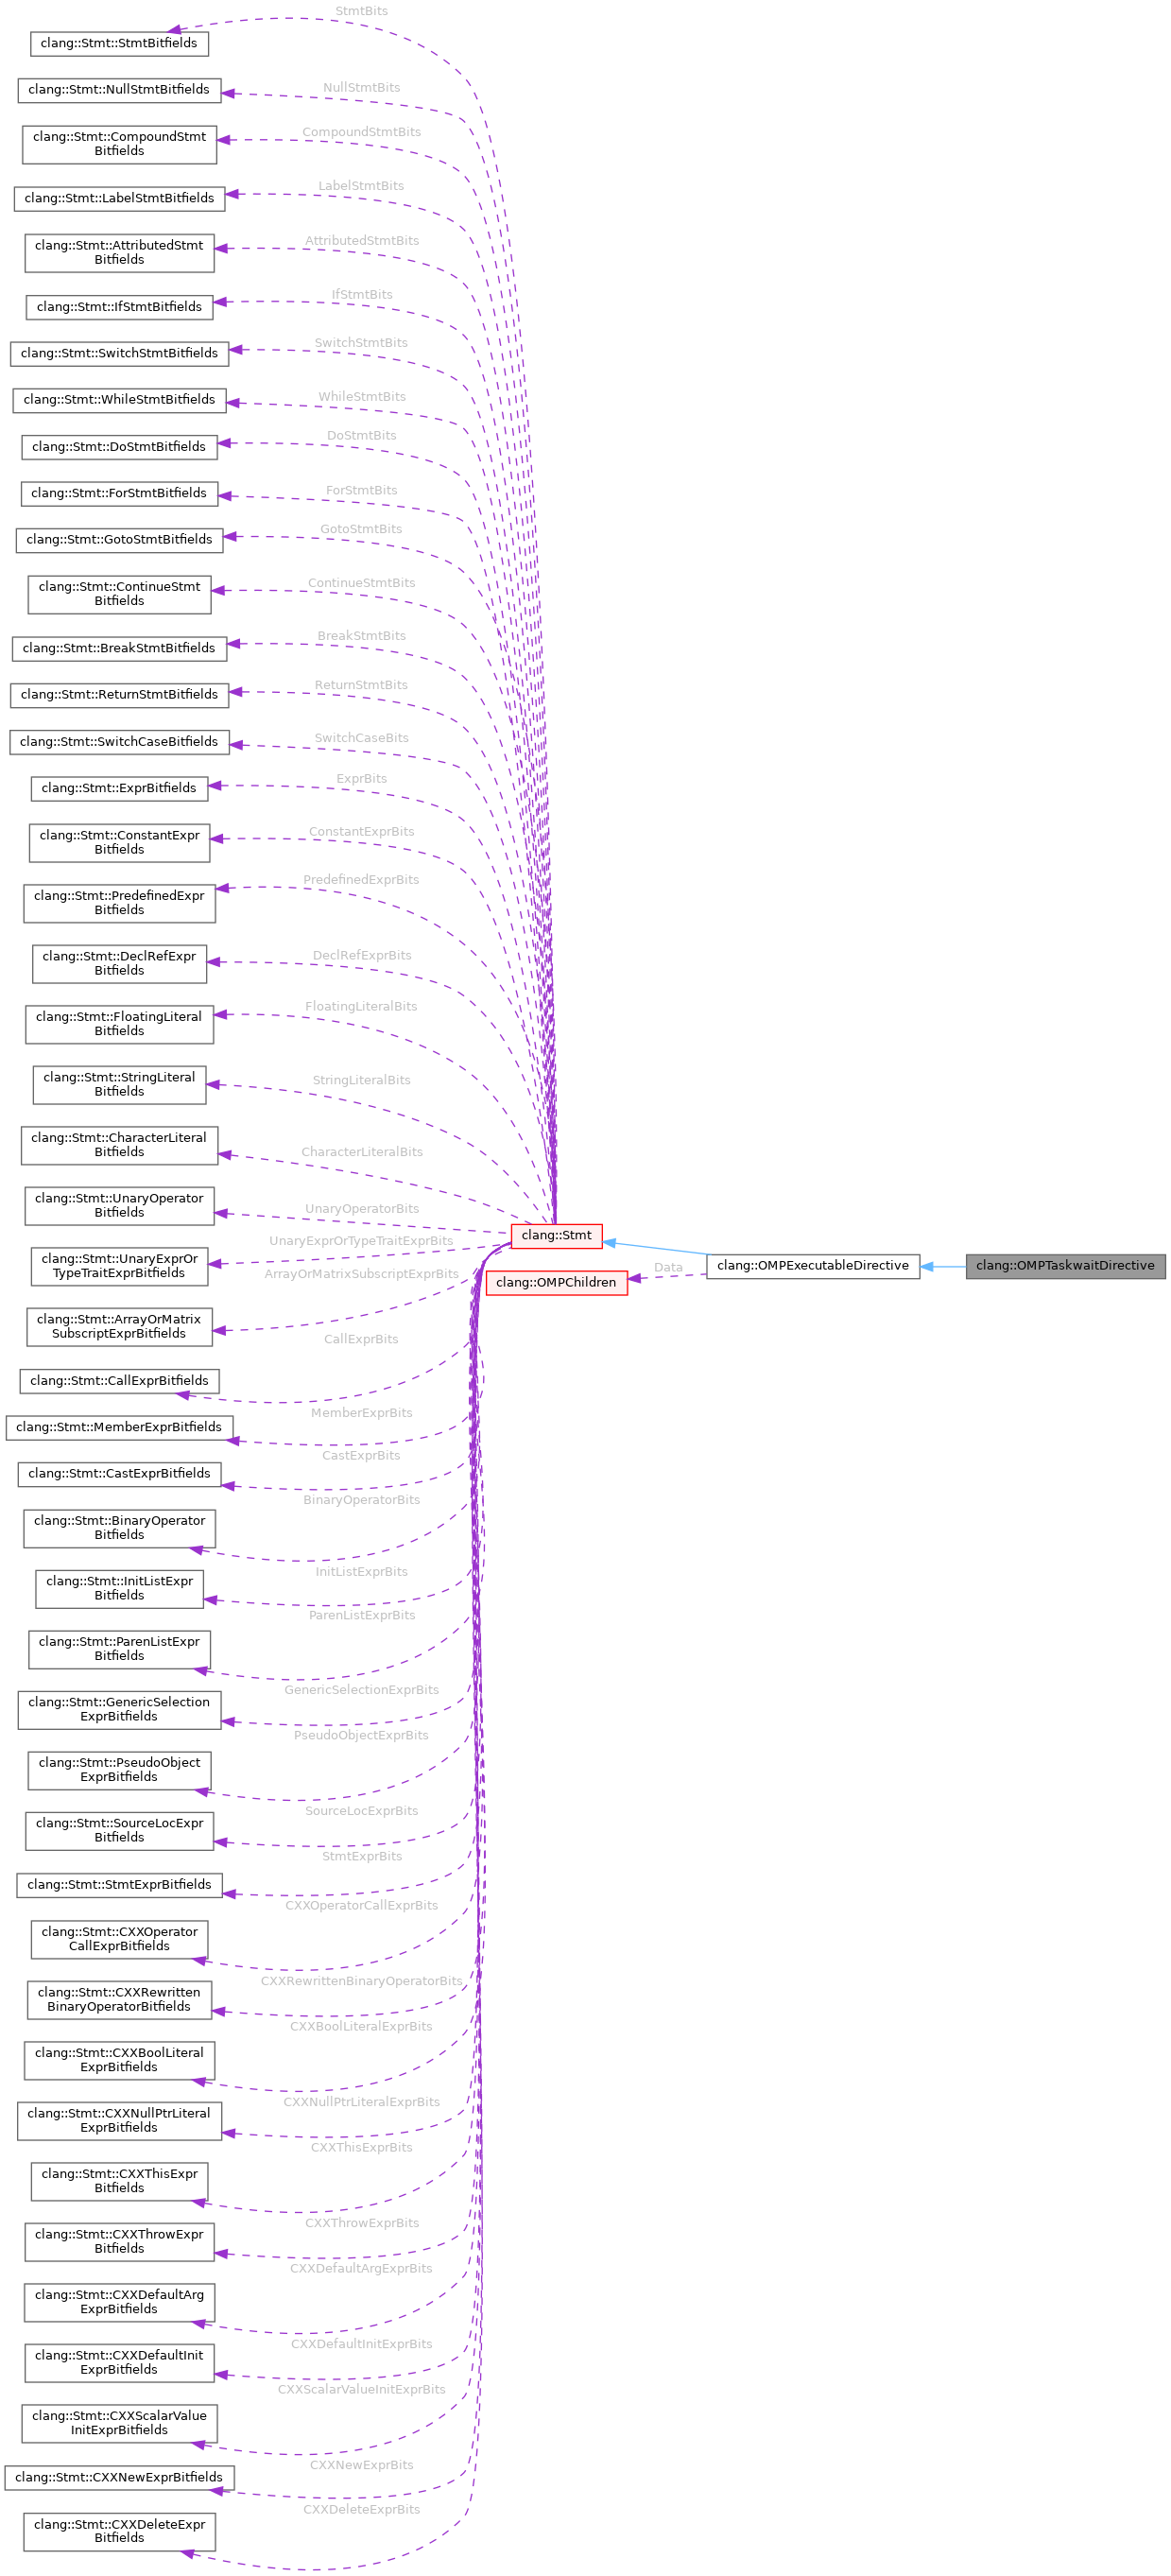 StmtBits
clang::Stmt::StmtBitfields
NullStmtBits
clang::Stmt::NullStmtBitfields
CompoundStmtBits
clang::Stmt::CompoundStmt
Bitfields
LabelStmtBits
clang::Stmt::LabelStmtBitfields
AttributedStmtBits
clang::Stmt::AttributedStmt
Bitfields
IfStmtBits
clang::Stmt::IfStmtBitfields
SwitchStmtBits
clang::Stmt::SwitchStmtBitfields
WhileStmtBits
clang::Stmt::WhileStmtBitfields
DoStmtBits
clang::Stmt::DoStmtBitfields
ForStmtBits
clang::Stmt::ForStmtBitfields
GotoStmtBits
clang::Stmt::GotoStmtBitfields
ContinueStmtBits
clang::Stmt::ContinueStmt
Bitfields
BreakStmtBits
clang::Stmt::BreakStmtBitfields
ReturnStmtBits
clang::Stmt::ReturnStmtBitfields
SwitchCaseBits
clang::Stmt::SwitchCaseBitfields
ExprBits
clang::Stmt::ExprBitfields
ConstantExprBits
clang::Stmt::ConstantExpr
Bitfields
PredefinedExprBits
clang::Stmt::PredefinedExpr
Bitfields
DeclRefExprBits
clang::Stmt::DeclRefExpr
Bitfields
FloatingLiteralBits
clang::Stmt::FloatingLiteral
Bitfields
StringLiteralBits
clang::Stmt::StringLiteral
Bitfields
CharacterLiteralBits
clang::Stmt::CharacterLiteral
Bitfields
UnaryOperatorBits
clang::Stmt::UnaryOperator
Bitfields
clang::Stmt
UnaryExprOrTypeTraitExprBits
clang::Stmt::UnaryExprOr
TypeTraitExprBitfields
ArrayOrMatrixSubscriptExprBits
clang::OMPChildren
Data
clang::OMPExecutableDirective
clang::OMPTaskwaitDirective
clang::Stmt::ArrayOrMatrix
SubscriptExprBitfields
CallExprBits
clang::Stmt::CallExprBitfields
MemberExprBits
clang::Stmt::MemberExprBitfields
CastExprBits
clang::Stmt::CastExprBitfields
BinaryOperatorBits
clang::Stmt::BinaryOperator
Bitfields
InitListExprBits
clang::Stmt::InitListExpr
Bitfields
ParenListExprBits
clang::Stmt::ParenListExpr
Bitfields
GenericSelectionExprBits
clang::Stmt::GenericSelection
ExprBitfields
PseudoObjectExprBits
clang::Stmt::PseudoObject
ExprBitfields
SourceLocExprBits
clang::Stmt::SourceLocExpr
Bitfields
StmtExprBits
clang::Stmt::StmtExprBitfields
CXXOperatorCallExprBits
clang::Stmt::CXXOperator
CallExprBitfields
CXXRewrittenBinaryOperatorBits
clang::Stmt::CXXRewritten
BinaryOperatorBitfields
CXXBoolLiteralExprBits
clang::Stmt::CXXBoolLiteral
ExprBitfields
CXXNullPtrLiteralExprBits
clang::Stmt::CXXNullPtrLiteral
ExprBitfields
CXXThisExprBits
clang::Stmt::CXXThisExpr
Bitfields
CXXThrowExprBits
clang::Stmt::CXXThrowExpr
Bitfields
CXXDefaultArgExprBits
clang::Stmt::CXXDefaultArg
ExprBitfields
CXXDefaultInitExprBits
clang::Stmt::CXXDefaultInit
ExprBitfields
CXXScalarValueInitExprBits
clang::Stmt::CXXScalarValue
InitExprBitfields
CXXNewExprBits
clang::Stmt::CXXNewExprBitfields
CXXDeleteExprBits
clang::Stmt::CXXDeleteExpr
Bitfields